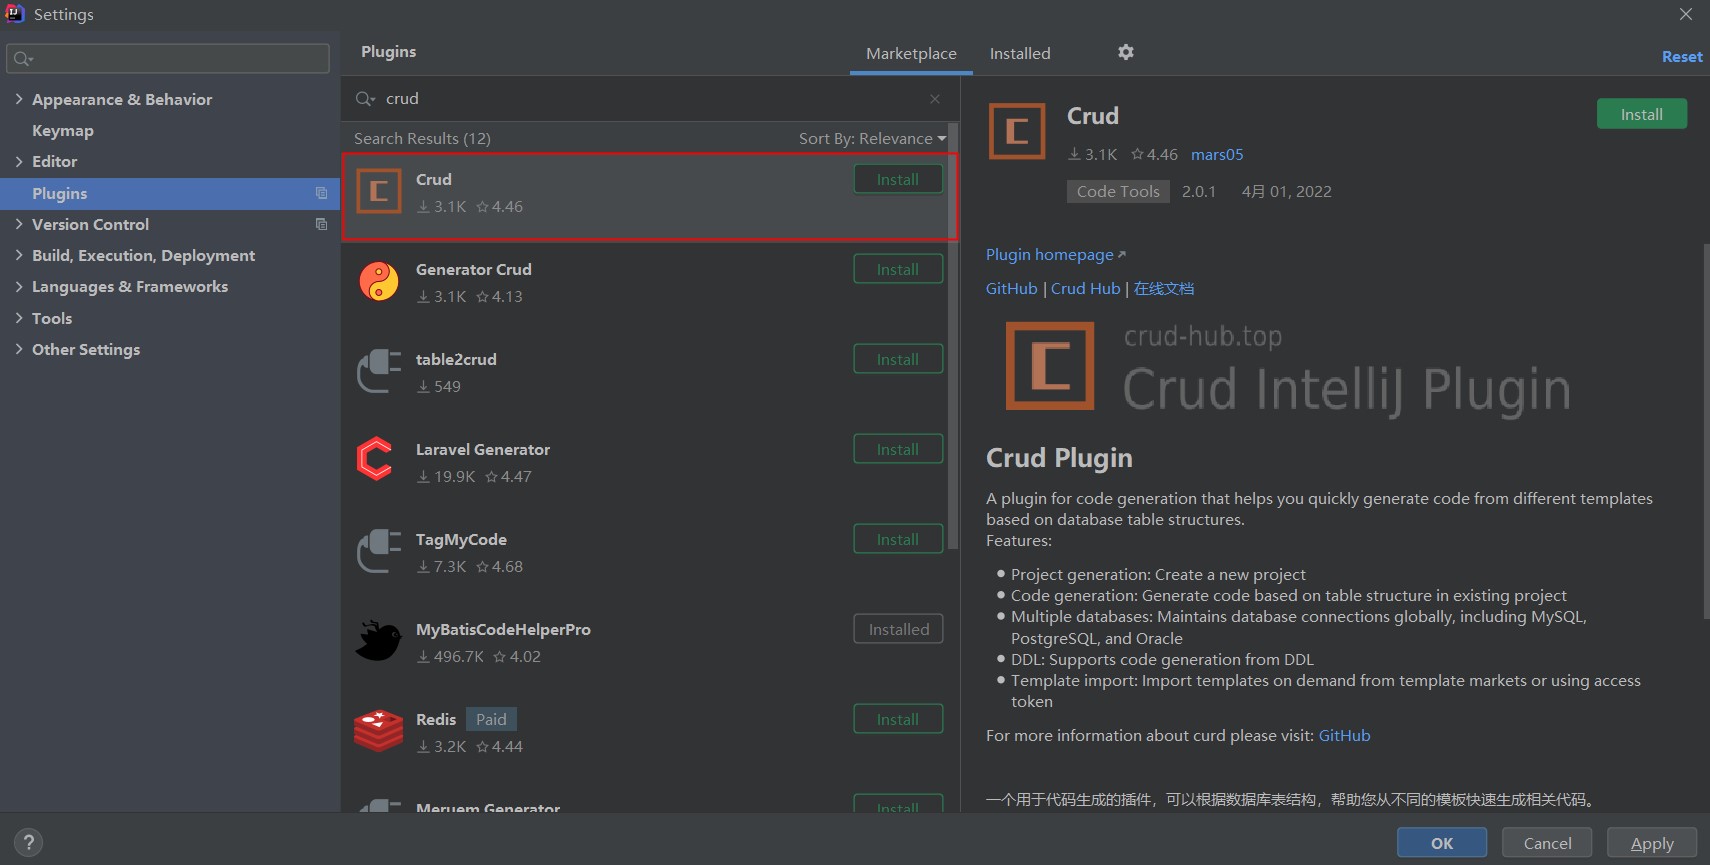 Settings
Plugins
Marketplace
Installed
Reset
Appearance & Behavior
Keymap
Editor
Plugins
Version Control
Build, Execution, Deployment
Languages & Frameworks
Tools
Other Settings
crud
Search Results (12)
Sort By: Relevance
Crud
3.1K 4.46
Install
Generator Crud
3.1K 4.13
Install
table2crud
549
Install
Laravel Generator
19.9K 4.47
Install
TagMyCode
7.3K 4.68
Install
MyBatisCodeHelperPro
496.7K 4.02
Installed
Redis Paid
3.2K 4.44
Install
Meruem Generator
Install
Crud
Install
3.1K 4.46 mars05
Code Tools 2.0.1 4月 01, 2022
Plugin homepage
GitHub | Crud Hub | 在线文档
crud-hub.top
Crud IntelliJ Plugin
Crud Plugin
A plugin for code generation that helps you quickly generate code from different templates
based on database table structures.
Features:
Project generation: Create a new project
Code generation: Generate code based on table structure in existing project
Multiple databases: Maintains database connections globally, including MySQL,
PostgreSQL, and Oracle
DDL: Supports code generation from DDL
Template import: Import templates on demand from template markets or using access
token
For more information about curd please visit: GitHub
一个用于代码生成的插件，可以根据数据库表结构，帮助您从不同的模板快速生成相关代码。
?
OK
Cancel
Apply